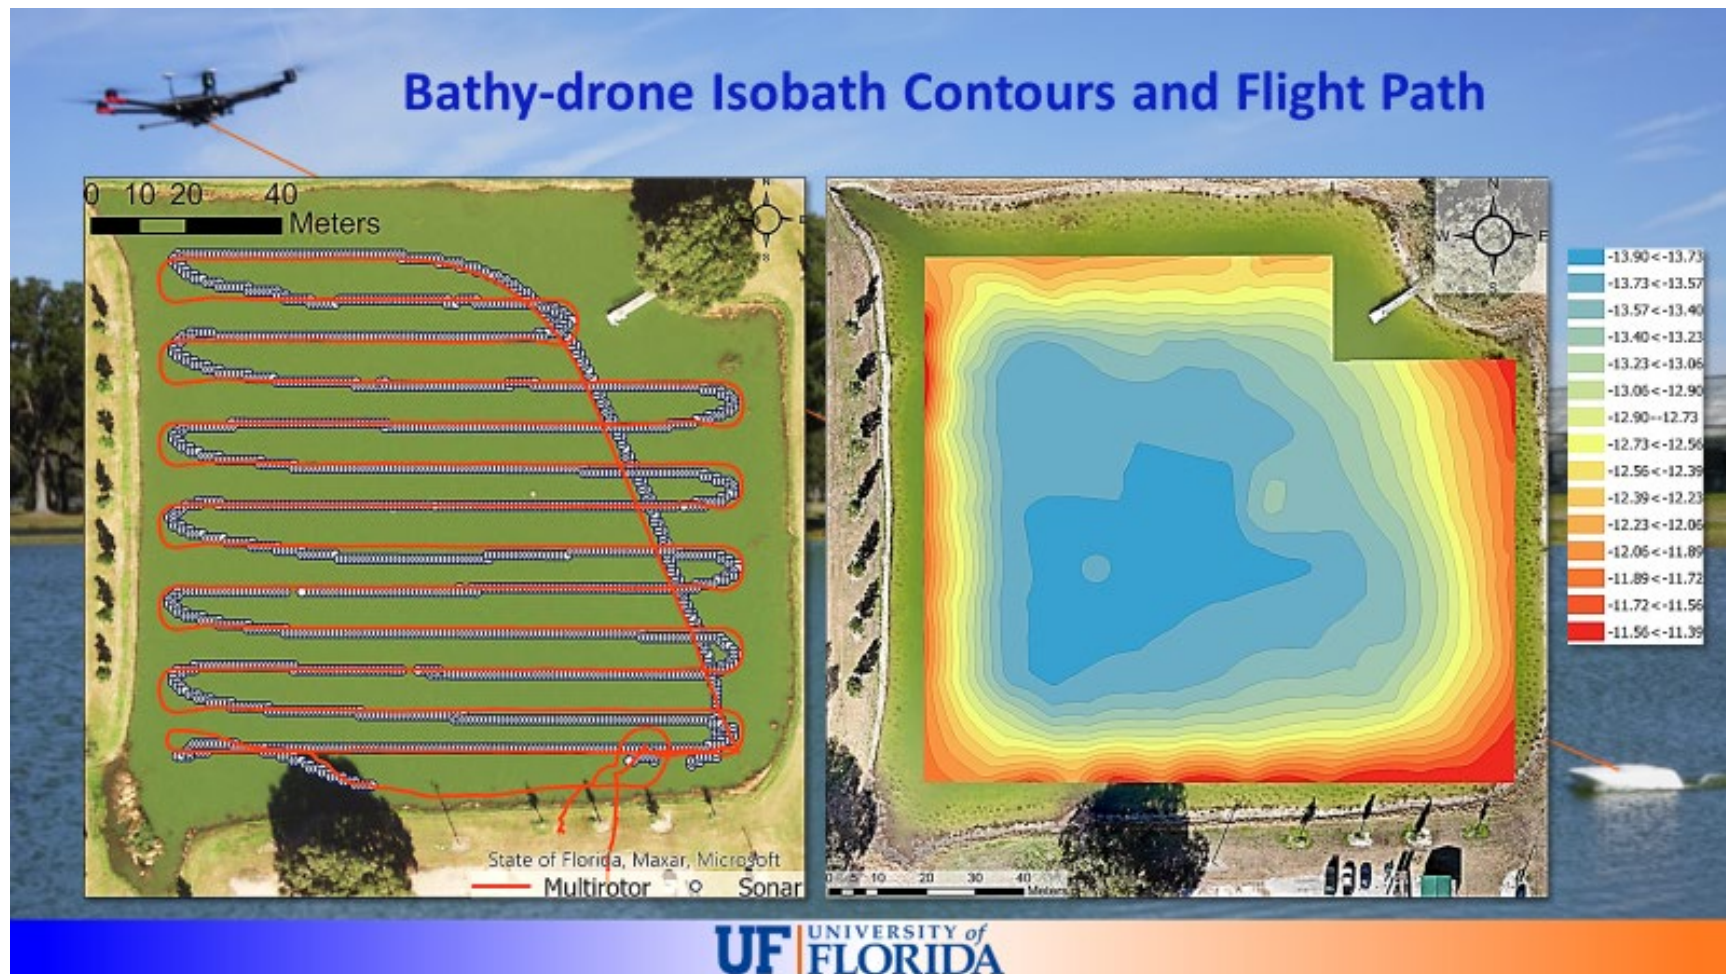 Bathy-drone Isobath Contours and Flight Path
0 10 20 40
Meters
N
S
State of Florida, Maxar, Microsoft
Multirotor Sonar
N
W E
S
0 5 10 20 30 40
Meters
-13.90<-13.73
-13.73<-13.57
-13.57<-13.40
-13.40<-13.23
-13.23<-13.06
-13.06<-12.90
-12.90--12.73
-12.73<-12.56
-12.56<-12.39
-12.39<-12.23
-12.23<-12.06
-12.06<-11.89
-11.89<-11.72
-11.72<-11.56
-11.56<-11.39
UF UNIVERSITY of
FLORIDA